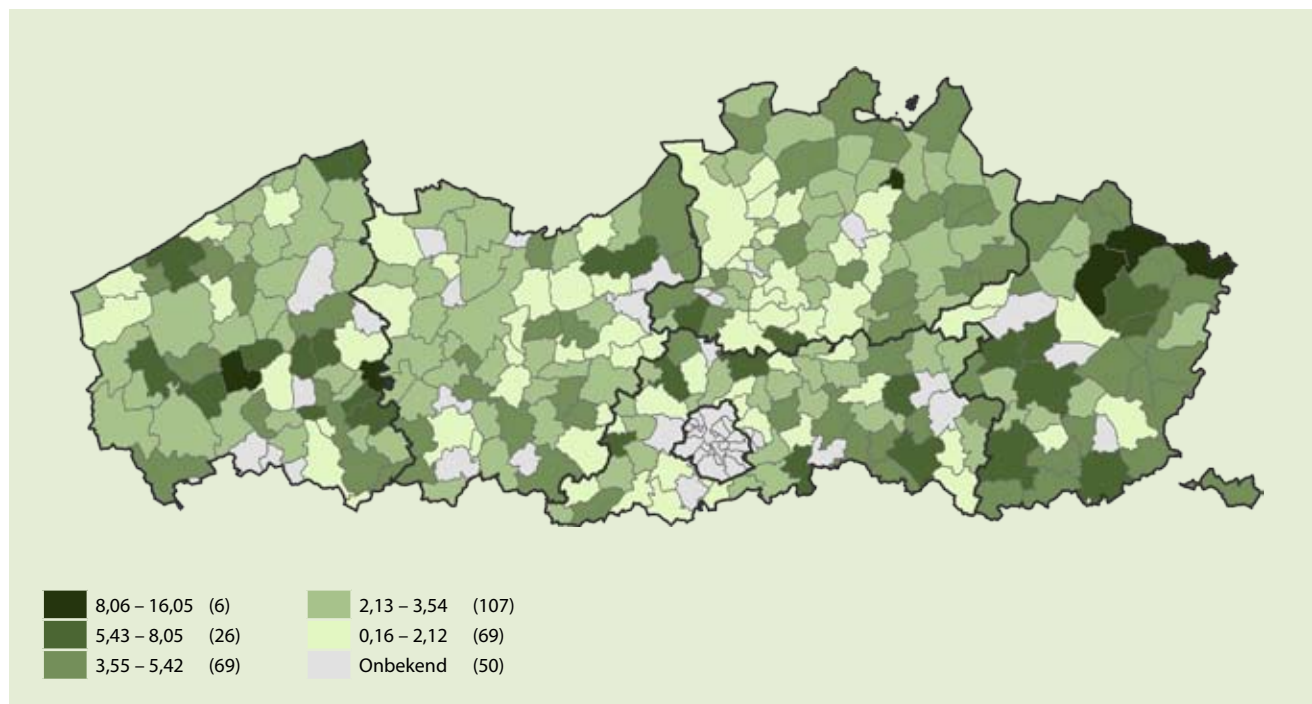 8,06 – 16,05 (6)
5,43 – 8,05 (26)
3,55 – 5,42 (69)
2,13 – 3,54 (107)
0,16 – 2,12 (69)
Onbekend (50)